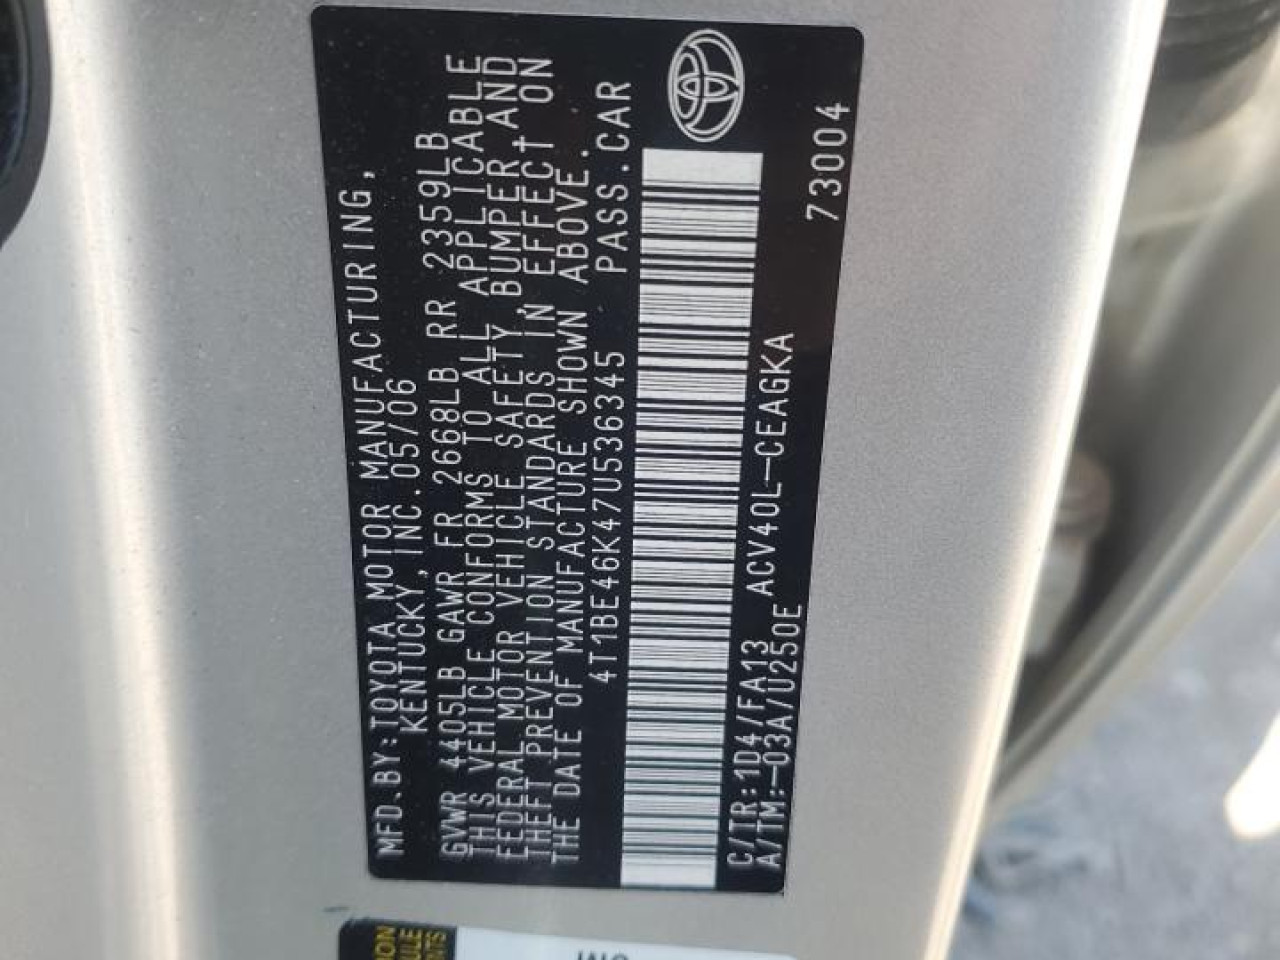 MFD.BY:TOYOTA MOTOR MANUFACTURING,
KENTUCKY,INC.05/06
GVWR 4405LB GAWR FR 2668LB RR 2359LB
THIS VEHICLE CONFORMS TO ALL APPLICABLE
FEDERAL MOTOR VEHICLE SAFETY,BUMPER AND
THEFT PREVENTION STANDARDS IN EFFECT ON
THE DATE OF MANUFACTURE SHOWN ABOVE.
4T1BE46K47U536345 PASS.CAR
C/TR:1D4/FA13 ACV40L-CEAGKA
A/TM:-03A/U250E 73004